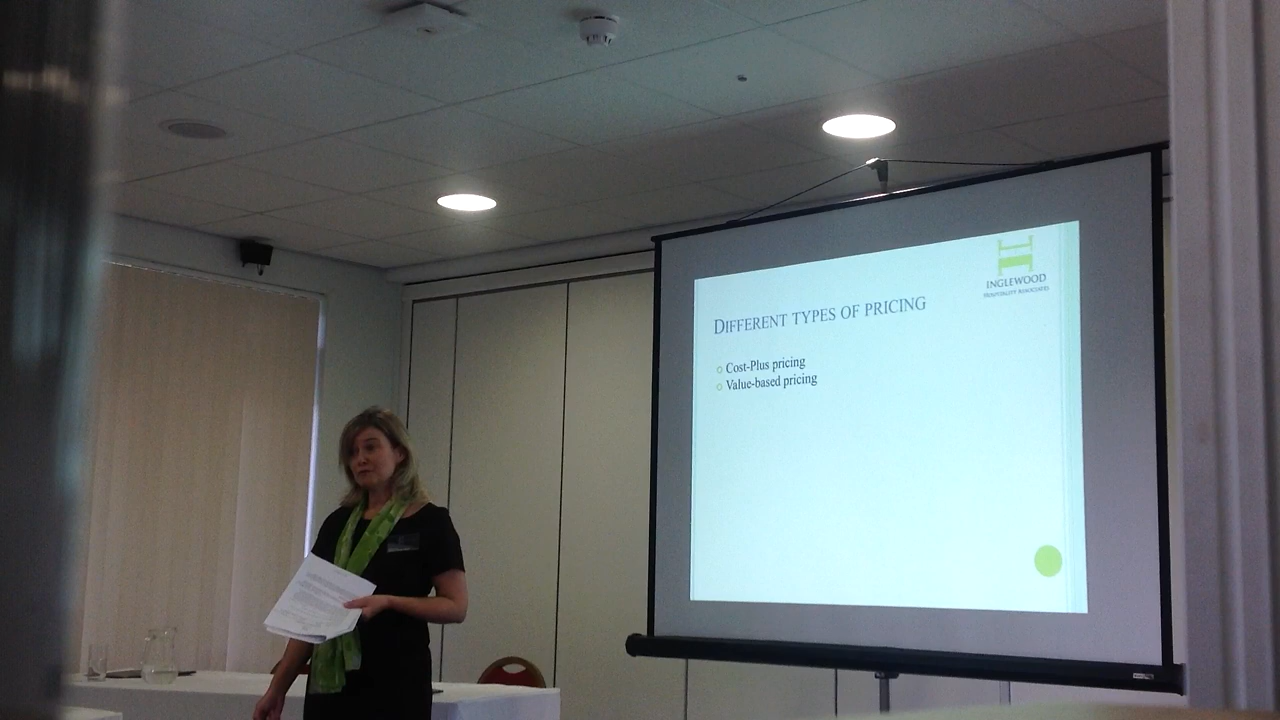 INGLEWOOD
HOSPITALITY ASSOCIATES
DIFFERENT TYPES OF PRICING
Cost-Plus pricing
Value-based pricing